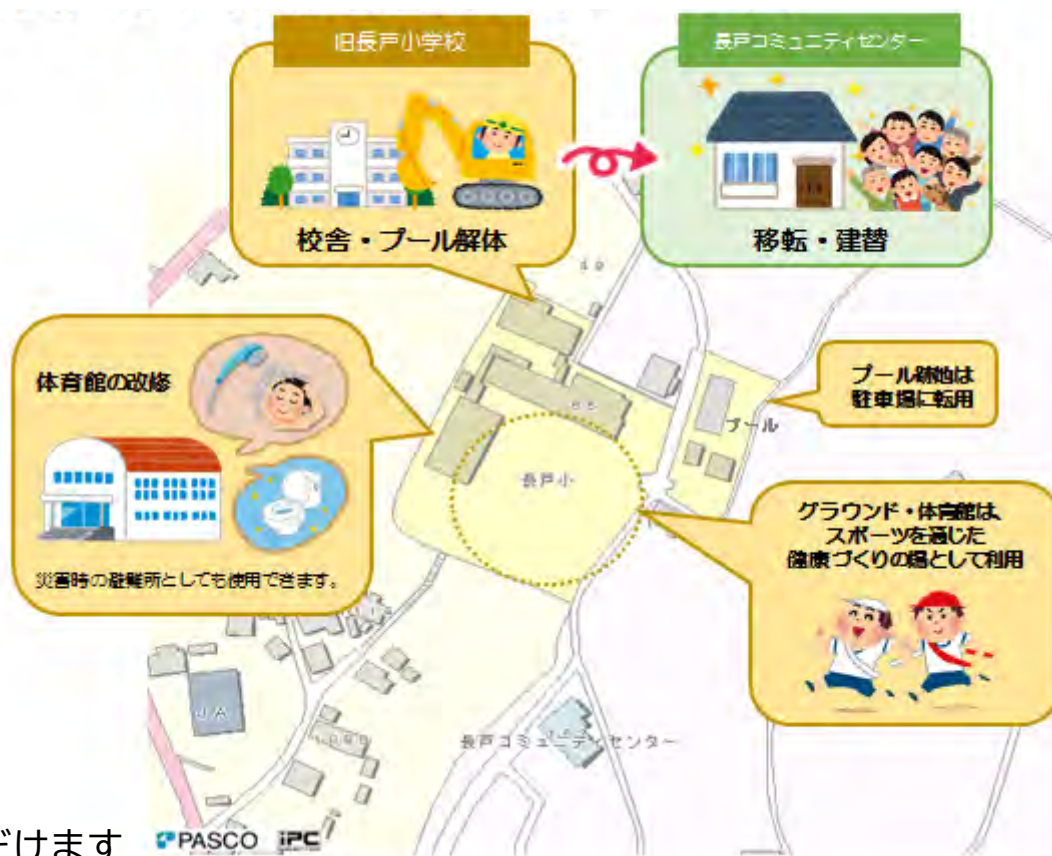 旧長戸小学校
校舎・プール解体
長戸コミュニティセンター
移転・建替
体育館の改修
災害時の避難所としても使用できます。
プール跡地は
駐車場に転用
プール
長戸小
グラウンド・体育館は、
スポーツを通じた
健康づくりの場として利用
JA
長戸コミュニティセンター
だけます
PASCO iPC